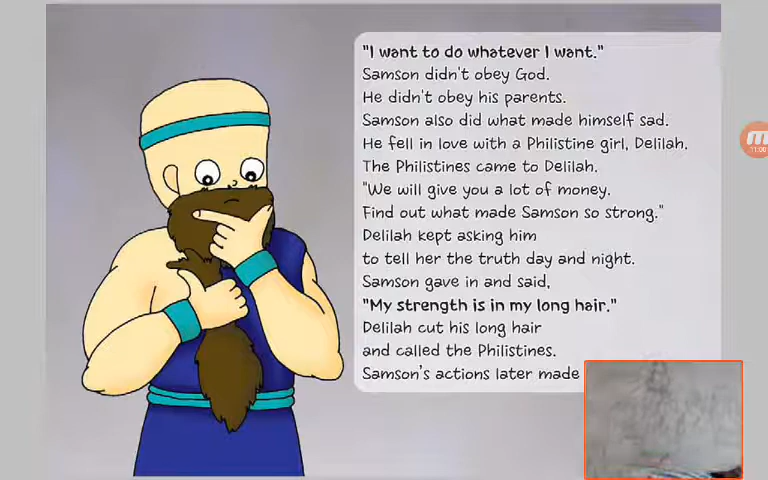 "I want to do whatever I want."
Samson didn't obey God.
He didn't obey his parents.
Samson also did what made himself sad.
He fell in love with a Philistine girl, Delilah.
The Philistines came to Delilah.
"We will give you a lot of money.
Find out what made Samson so strong."
Delilah kept asking him
to tell her the truth day and night.
Samson gave in and said,
"My strength is in my long hair."
Delilah cut his long hair
and called the Philistines.
Samson's actions later made